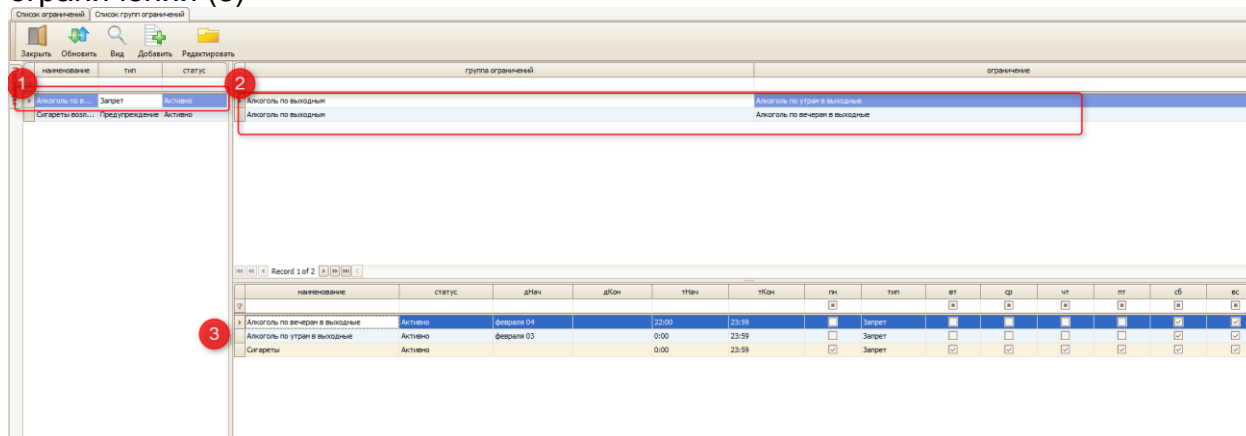 ограничений (3)
Список ограничений Список групп ограничений
Закрыть Обновить Вид Добавить Редактировать
наименование тип статус группа ограничений ограничение
1 2
Алкоголь по в... Запрет Активно Алкоголь по выходным Алкоголь по утрам в выходные
Сигареты возл... Предупреждение Активно Алкоголь по выходным Алкоголь по вечерам в выходные
Record 1 of 2
наименование статус дНач дКон тНач тКон пн тип вт ср чт пт сб вс
Алкоголь по вечерам в выходные Активно февраля 04 22:00 23:59 Запрет
3 Алкоголь по утрам в выходные Активно февраля 03 0:00 23:59 Запрет
Сигареты Активно 0:00 23:59 Запрет